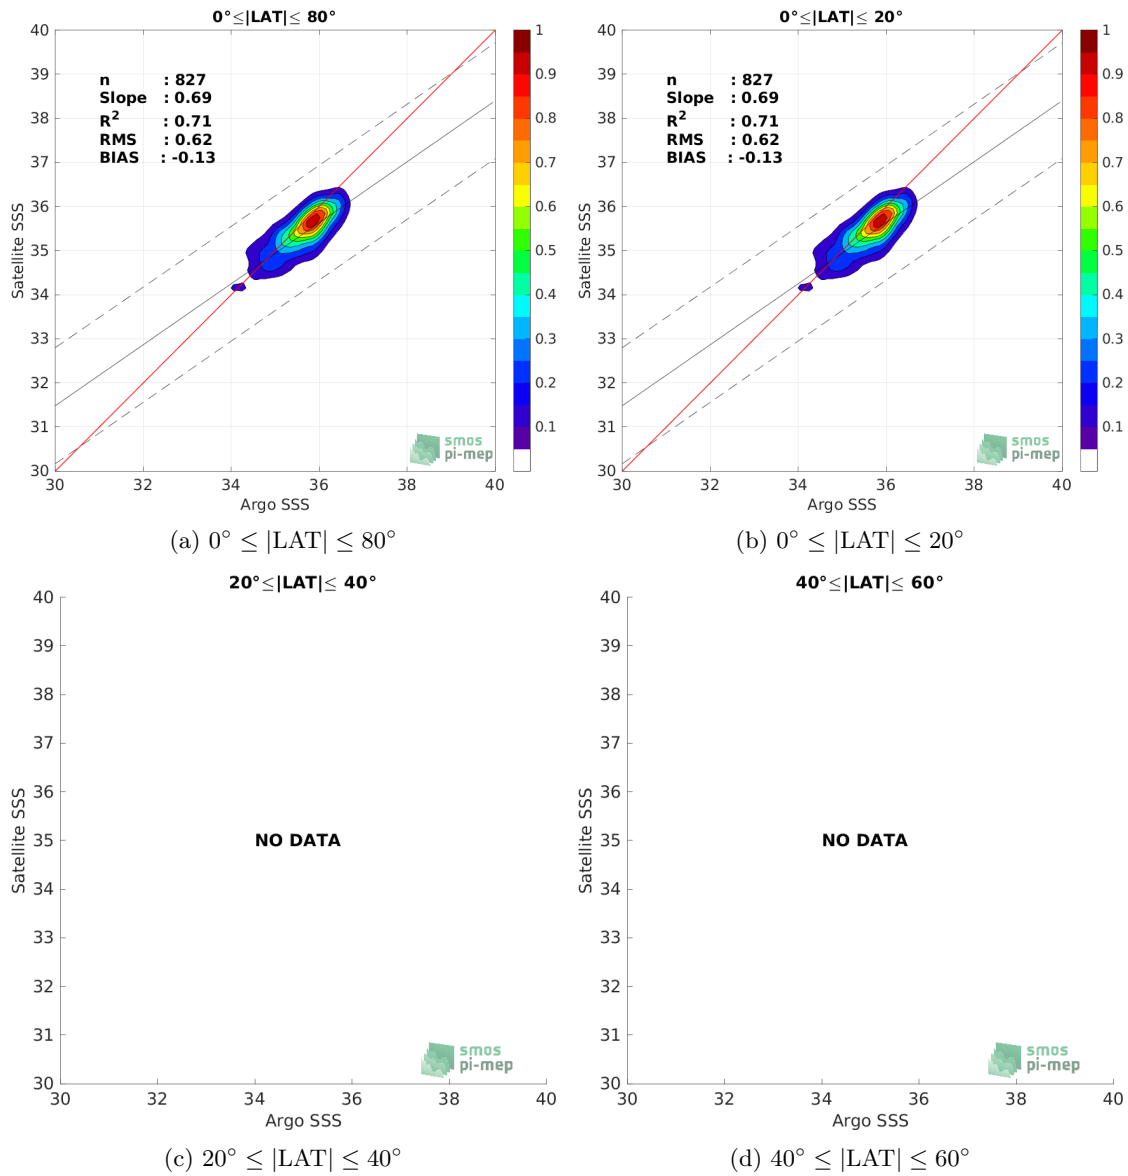 0°≤|LAT|≤ 80°
40
39
38
37
36
35
34
33
32
31
30
Satellite SSS
n : 827
Slope : 0.69
R² : 0.71
RMS : 0.62
BIAS : -0.13
1
0.9
0.8
0.7
0.6
0.5
0.4
0.3
0.2
0.1
smos
pi-mep
30 32 34 36 38 40
Argo SSS
(a) 0° ≤ |LAT| ≤ 80°
0°≤|LAT|≤ 20°
40
39
38
37
36
35
34
33
32
31
30
Satellite SSS
n : 827
Slope : 0.69
R² : 0.71
RMS : 0.62
BIAS : -0.13
1
0.9
0.8
0.7
0.6
0.5
0.4
0.3
0.2
0.1
smos
pi-mep
30 32 34 36 38 40
Argo SSS
(b) 0° ≤ |LAT| ≤ 20°
20°≤|LAT|≤ 40°
40
39
38
37
36
35
34
33
32
31
30
Satellite SSS
NO DATA
smos
pi-mep
30 32 34 36 38 40
Argo SSS
(c) 20° ≤ |LAT| ≤ 40°
40°≤|LAT|≤ 60°
40
39
38
37
36
35
34
33
32
31
30
Satellite SSS
NO DATA
smos
pi-mep
30 32 34 36 38 40
Argo SSS
(d) 40° ≤ |LAT| ≤ 60°